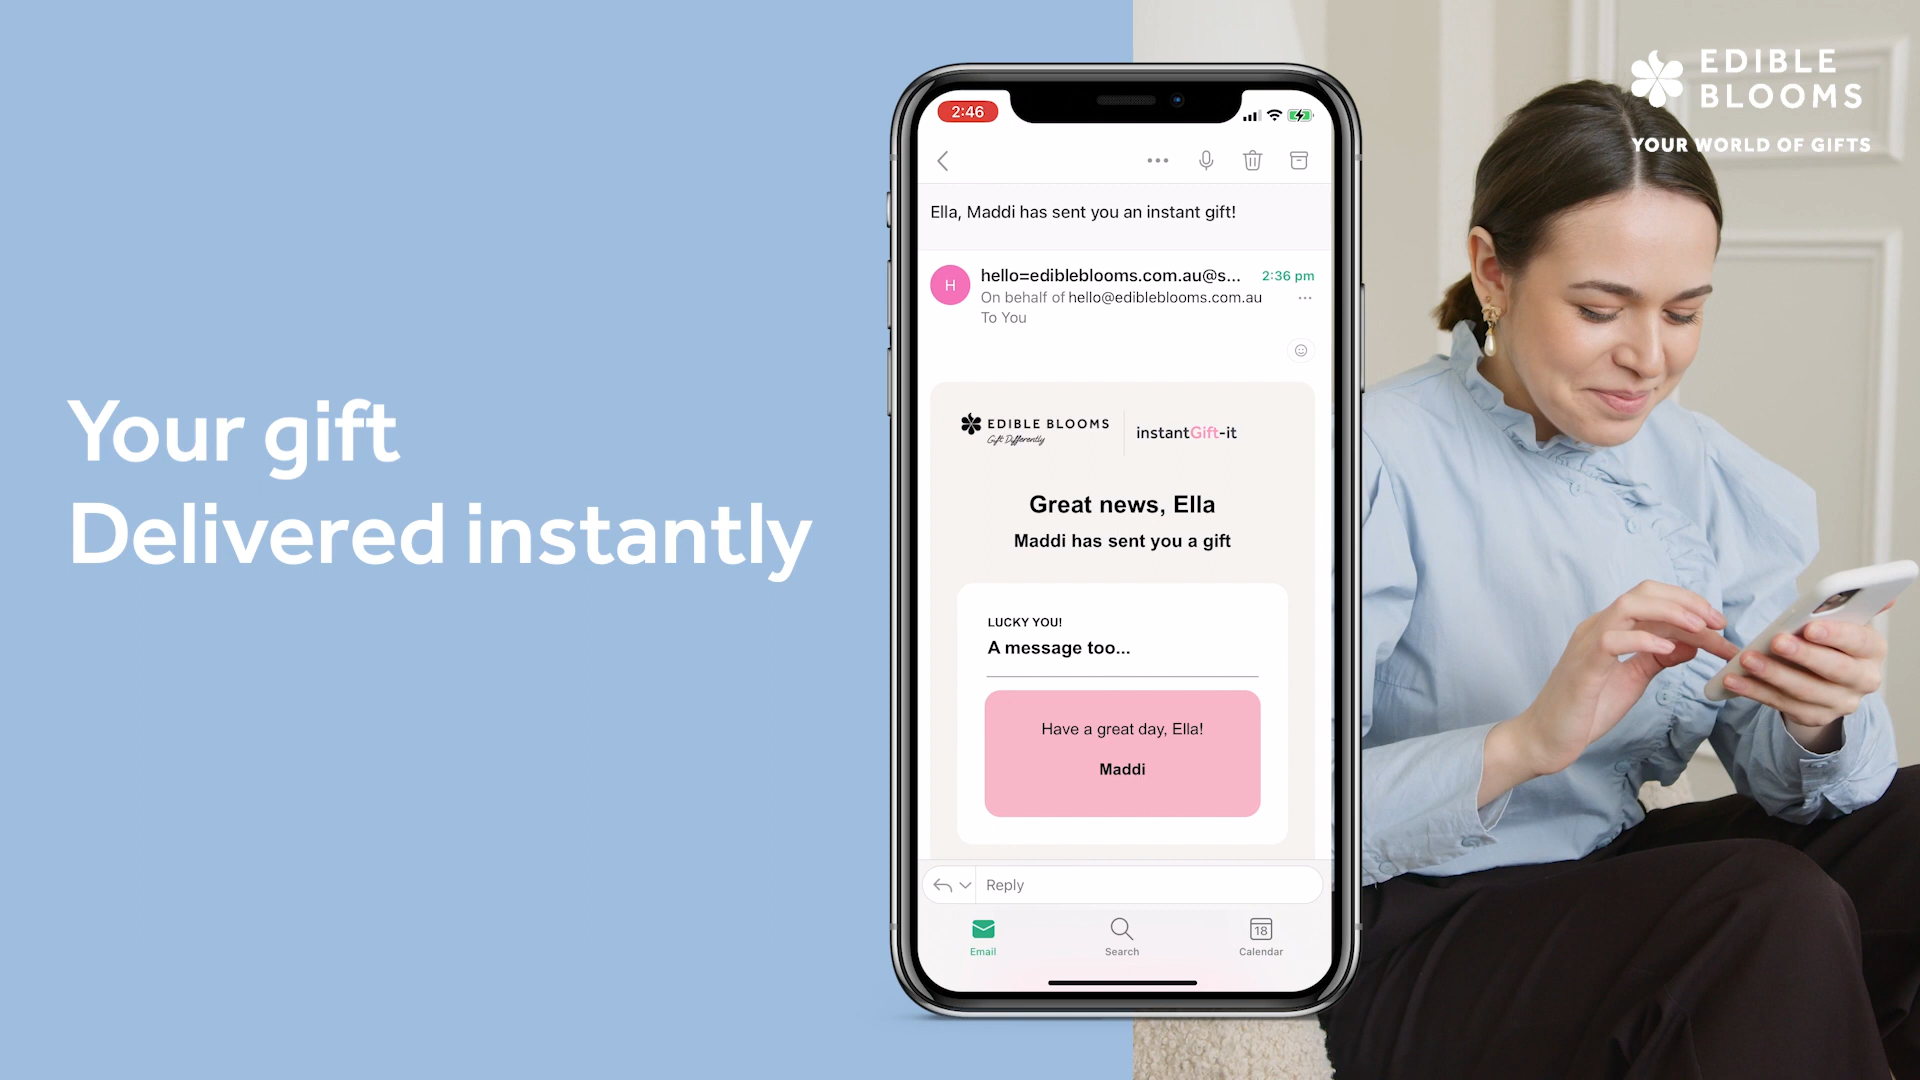 Your gift
Delivered instantly
2:46
Ella, Maddi has sent you an instant gift!
H
hello=edibleblooms.com.au@s...
2:36 pm
On behalf of hello@edibleblooms.com.au
To You
EDIBLE BLOOMS
Gift Differently
instantGift-it
Great news, Ella
Maddi has sent you a gift
LUCKY YOU!
A message too...
Have a great day, Ella!
Maddi
Reply
Email
Search
18
Calendar
EDIBLE
BLOOMS
YOUR WORLD OF GIFTS